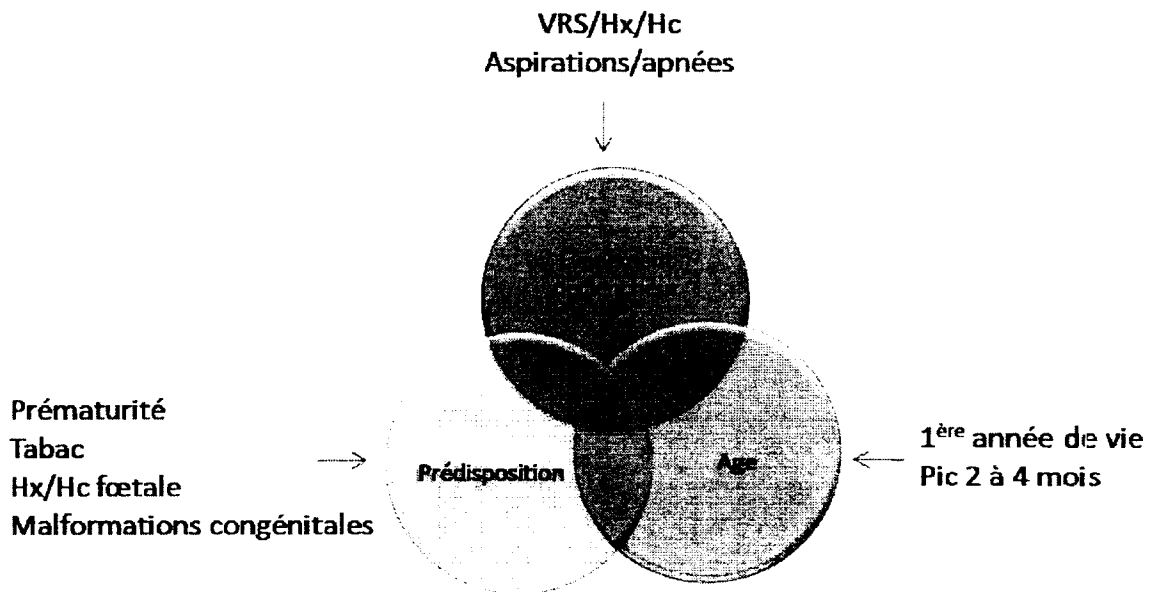 VRS/Hx/Hc
Aspirations/apnées
Prématurité
Tabac
Hx/Hc fœtale
Malformations congénitales
Prédisposition
Age
1ère année de vie
Pic 2 à 4 mois